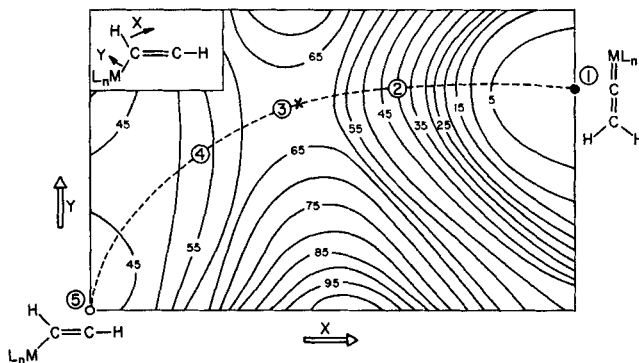 H X
Y C=C-H
LnM
65
MLn
C
C
H H
①
②
③ x
④
⑤
45
5
15
25
35
45
55
65
75
85
95
55
45
Y
X
H
C=C-H
LnM